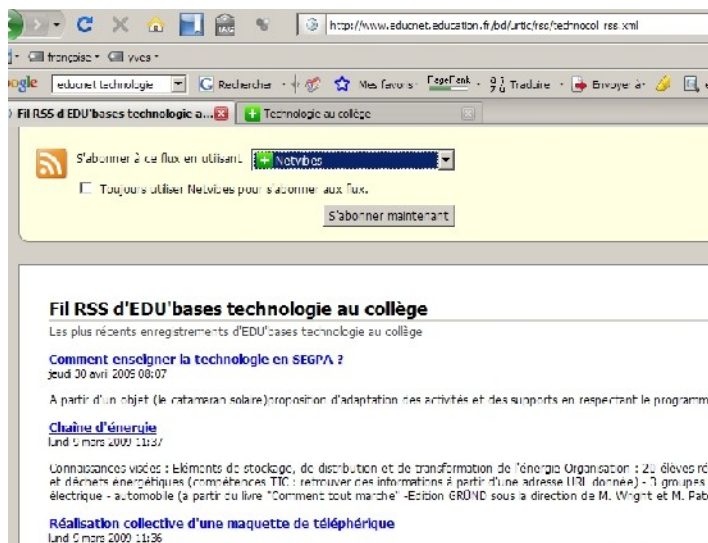 http://www.educnet.education.fr/bd/urtic/rss/technocol-rss.xml
françoise yves
educnet technologie Rechercher Mes favoris PageRank Traduire Envoyer à
Fil RSS d'EDU'bases technologie a... Technologie au collège
S'abonner à ce flux en utilisant Netvibes
Toujours utiliser Netvibes pour s'abonner aux flux.
S'abonner maintenant
Fil RSS d'EDU'bases technologie au collège
Les plus récents enregistrements d'EDU'bases technologie au collège
Comment enseigner la technologie en SEGPA ?
jeudi 30 avril 2009 08:07
A partir d'un objet (le catamaran solaire)proposition d'adaptation des activités et des supports en respectant le programm
Chaîne d'énergie
lundi 9 mars 2009 11:37
Connaissances visées : Eléments de stockage, de distribution et de transformation de l'énergie Organisation : 20 élèves ré
et déchets énergétiques (compétences TIC : retrouver des informations à partir d'une adresse URL donnée) - 3 groupes
électrique - automobile (à partir du livre "Comment tout marche" -Edition GRÜND sous la direction de M. Wright et M. Pat
Réalisation collective d'une maquette de téléphérique
lundi 9 mars 2009 11:36